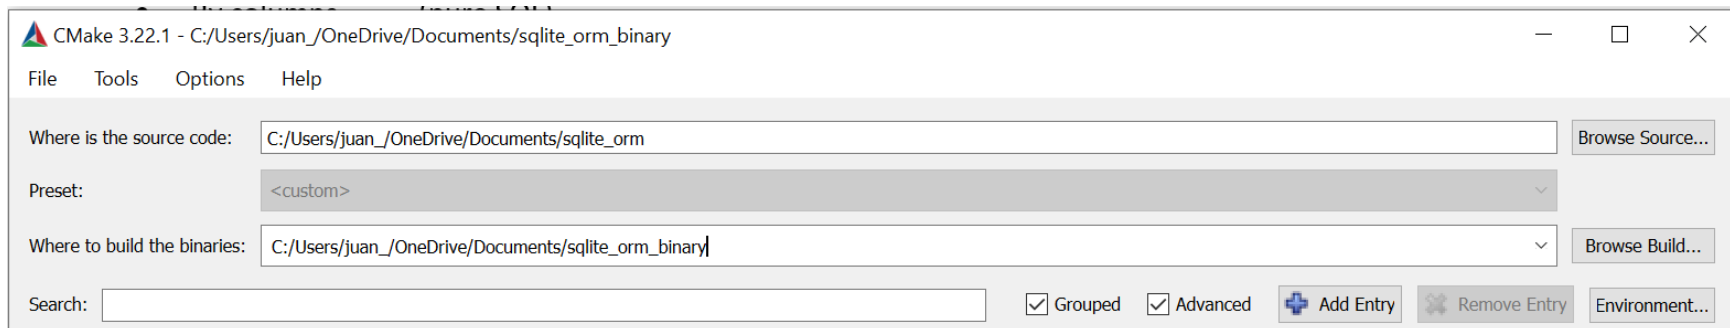 CMake 3.22.1 - C:/Users/juan_/OneDrive/Documents/sqlite_orm_binary
File Tools Options Help
Where is the source code: C:/Users/juan_/OneDrive/Documents/sqlite_orm Browse Source...
Preset: <custom>
Where to build the binaries: C:/Users/juan_/OneDrive/Documents/sqlite_orm_binary Browse Build...
Search: Grouped Advanced Add Entry Remove Entry Environment...